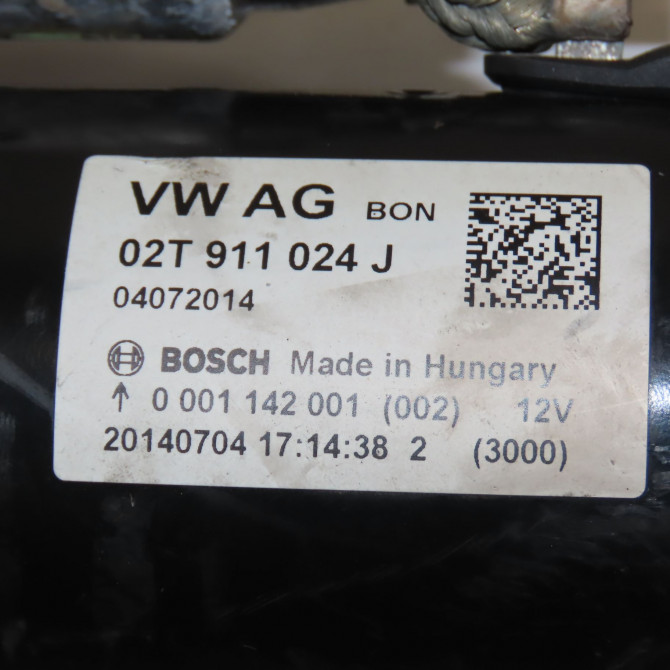 VW AG BON
02T 911 024 J
04072014
BOSCH Made in Hungary
↑ 0 001 142 001 (002) 12V
20140704 17:14:38 2 (3000)